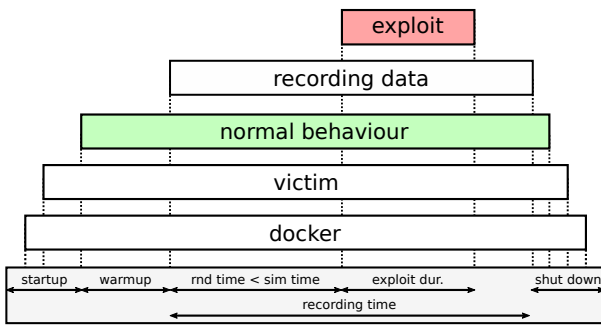 exploit
recording data
normal behaviour
victim
docker
startup warmup rnd time < sim time exploit dur. shut down
recording time